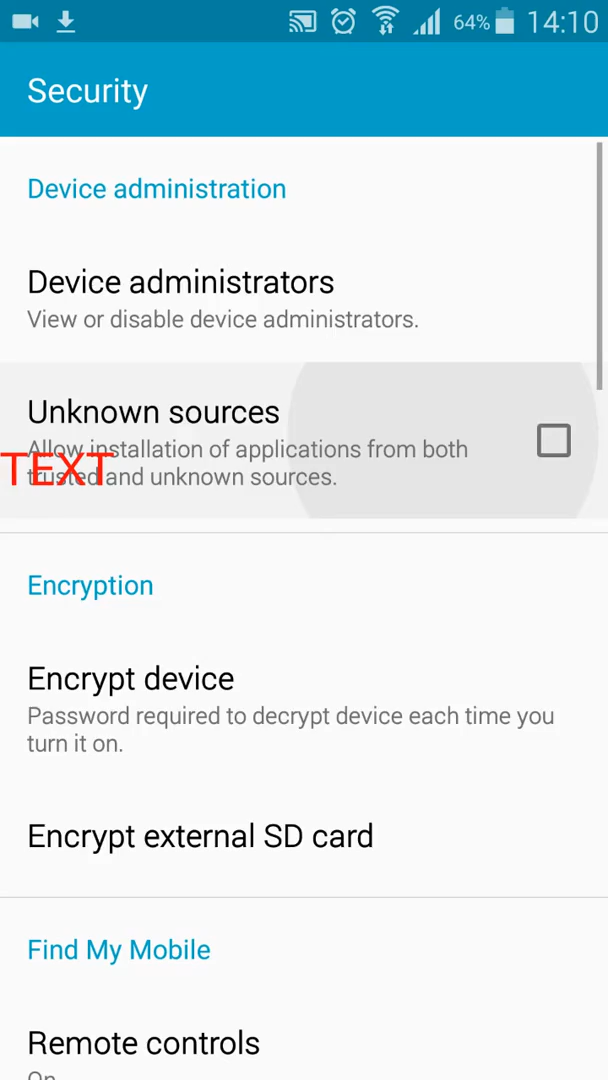 64% 14:10
Security
Device administration
Device administrators
View or disable device administrators.
Unknown sources
Allow installation of applications from both
TEXT
trusted and unknown sources.
Encryption
Encrypt device
Password required to decrypt device each time you
turn it on.
Encrypt external SD card
Find My Mobile
Remote controls
On